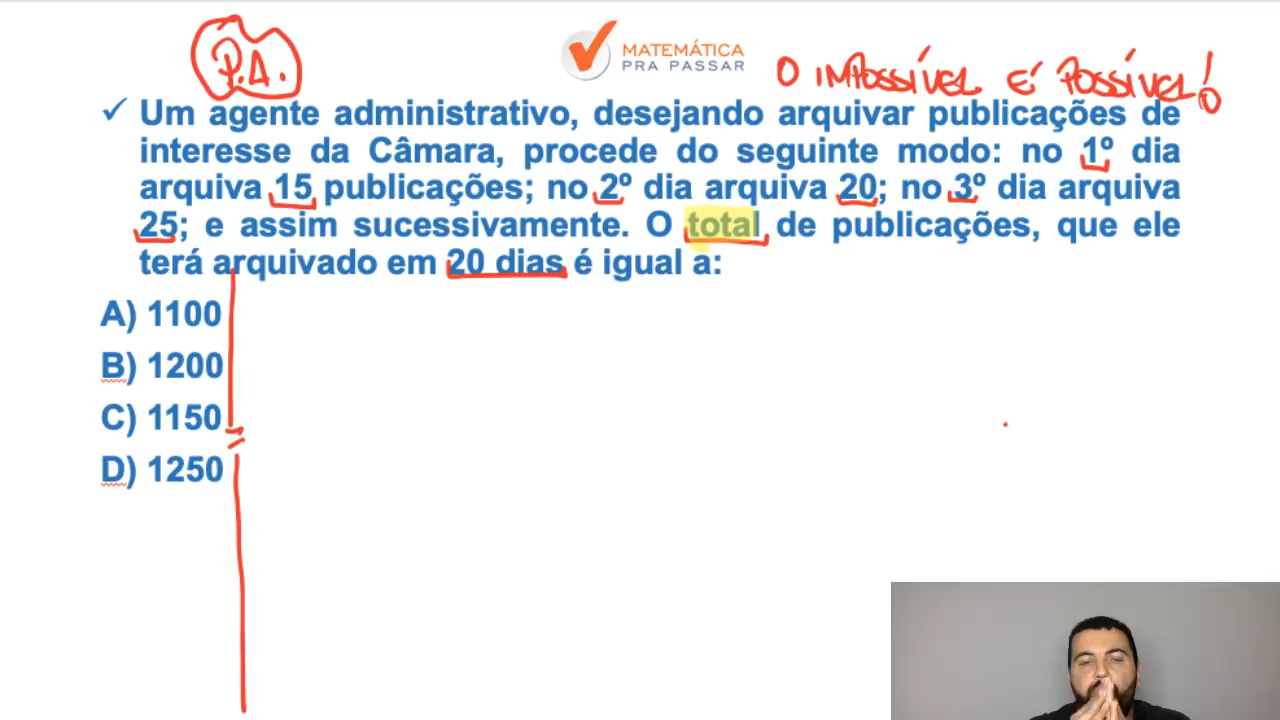 P.A.
MATEMÁTICA
PRA PASSAR
O IMPOSSÍVEL É POSSÍVEL!
✓ Um agente administrativo, desejando arquivar publicações de
interesse da Câmara, procede do seguinte modo: no 1º dia
arquiva 15 publicações; no 2º dia arquiva 20; no 3º dia arquiva
25; e assim sucessivamente. O total de publicações, que ele
terá arquivado em 20 dias é igual a:
A) 1100
B) 1200
C) 1150
D) 1250